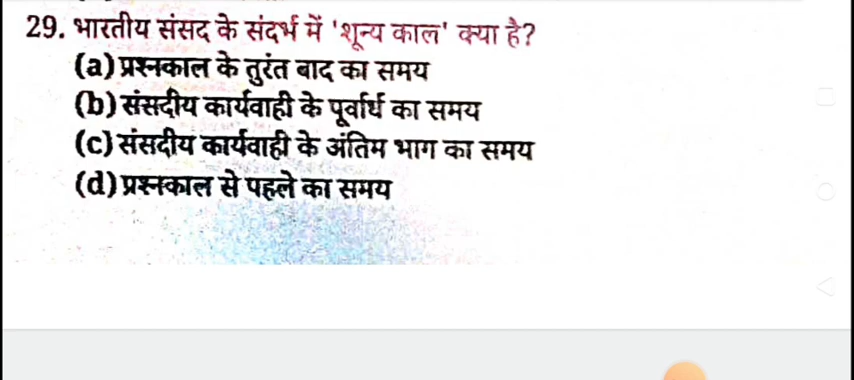 29. भारतीय संसद के संदर्भ में 'शून्य काल' क्या है?
(a) प्रश्नकाल के तुरंत बाद का समय
(b) संसदीय कार्यवाही के पूर्वार्ध का समय
(c) संसदीय कार्यवाही के अंतिम भाग का समय
(d) प्रश्नकाल से पहले का समय